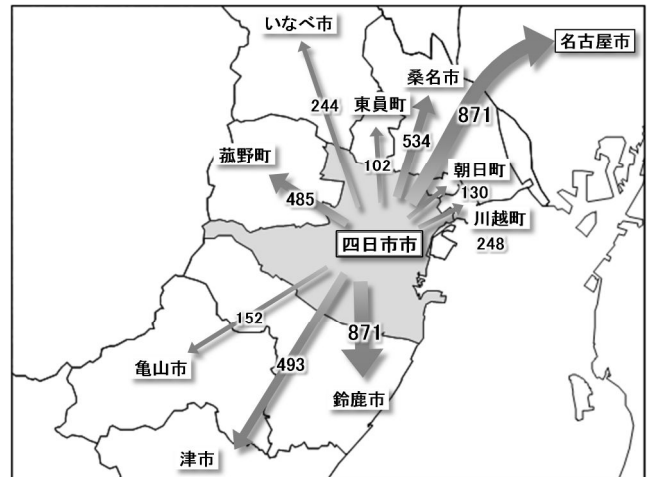 いなべ市
名古屋市
桑名市
東員町
244
871
534
菰野町
102
朝日町
130
485
川越町
四日市市
248
152
871
493
亀山市
鈴鹿市
津市